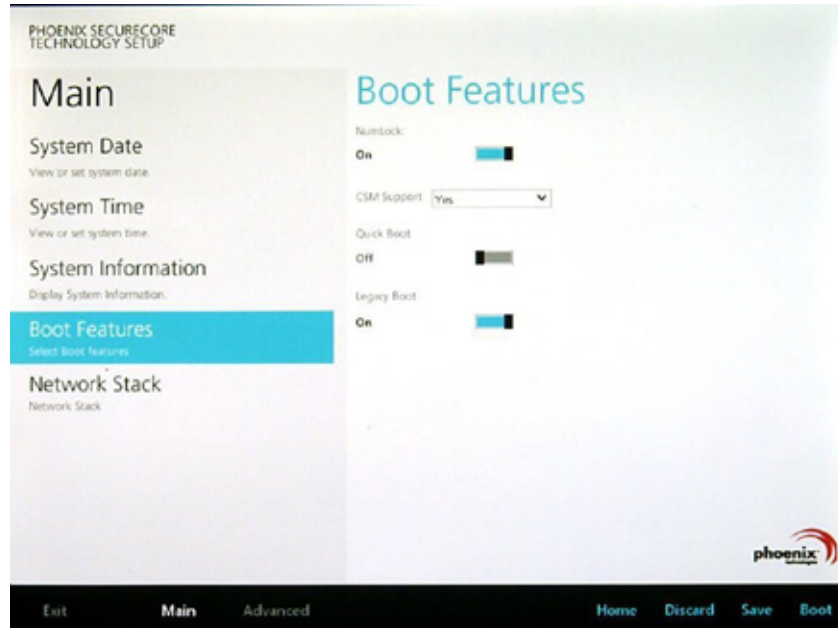 PHOENIX SECURECORE
TECHNOLOGY SETUP
Main
System Date
View or set system date.
System Time
View or set system time.
System Information
Display System Information.
Boot Features
Select Boot features
Network Stack
Network Stack
Boot Features
NumLock:
On
CSM Support Yes
Quick Boot
Off
Legacy Boot
On
phoenix
Exit Main Advanced Home Discard Save Boot